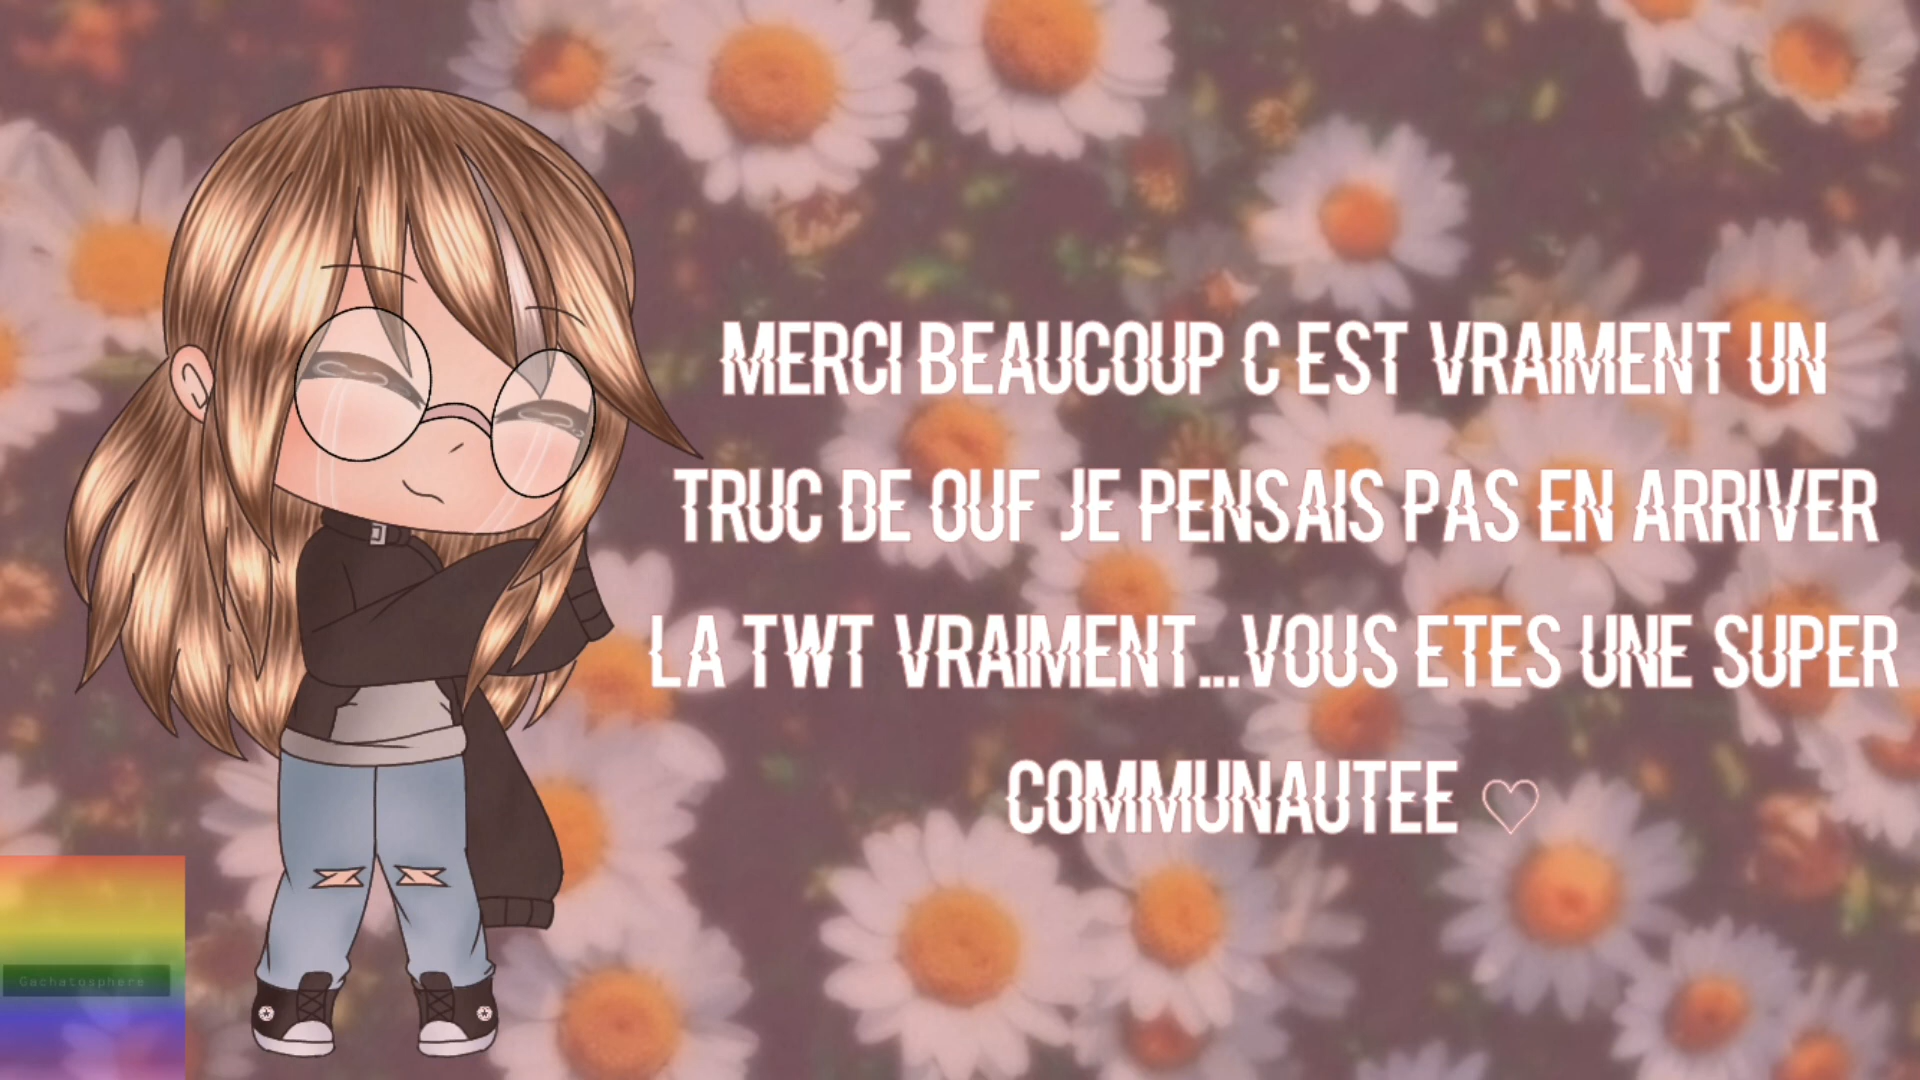 MERCI BEAUCOUP C EST VRAIMENT UN
TRUC DE OUF JE PENSAIS PAS EN ARRIVER
LA TWT VRAIMENT...VOUS ETES UNE SUPER
COMMUNAUTEE ♡
Gachatosphere